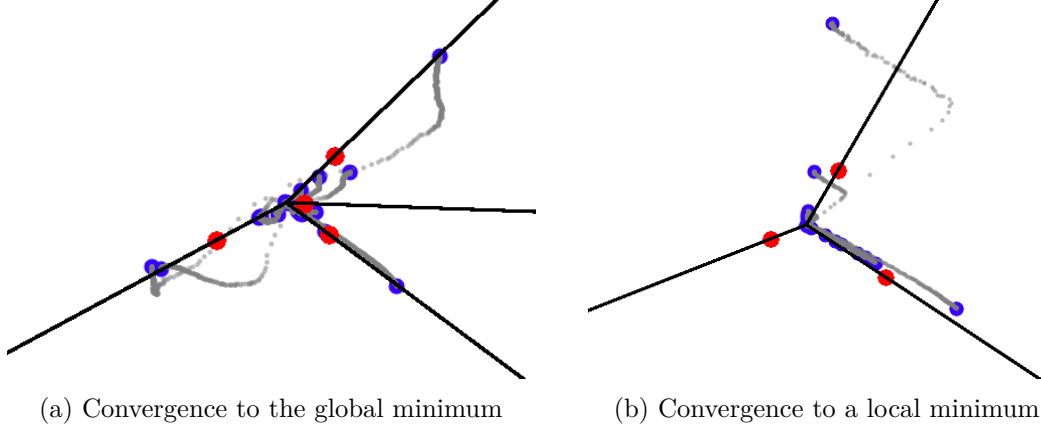 (a) Convergence to the global minimum
(b) Convergence to a local minimum